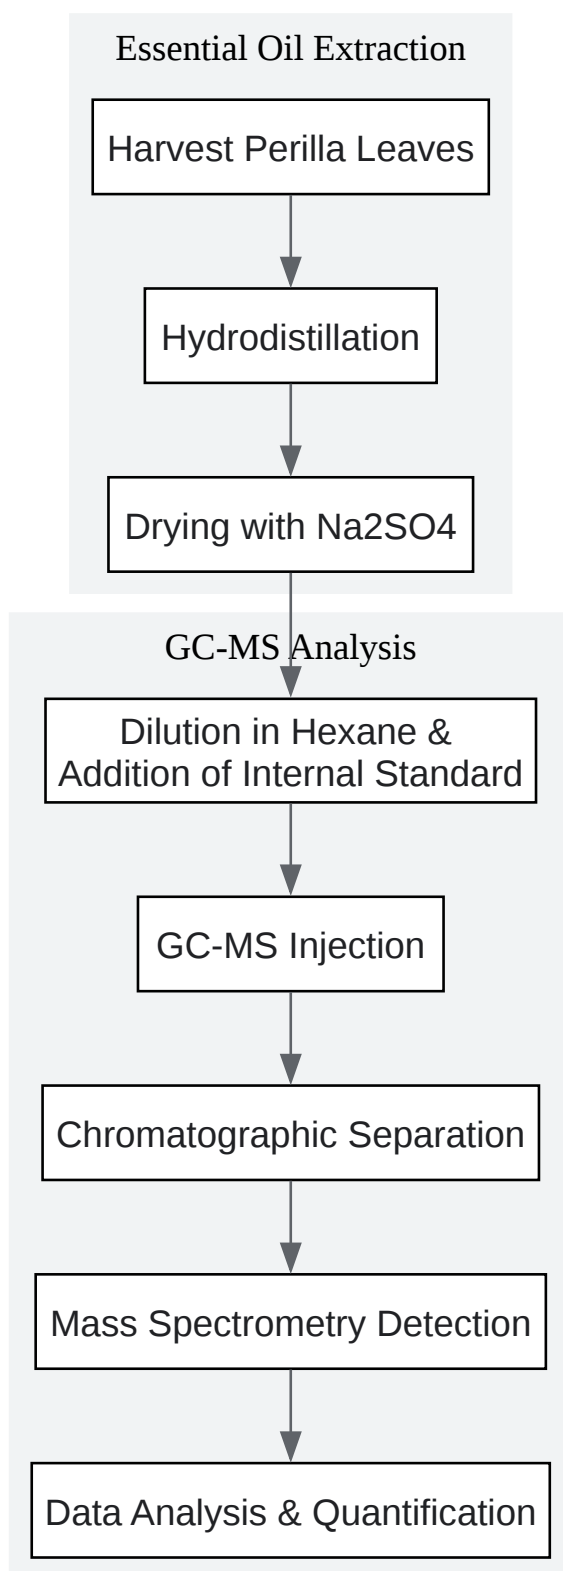 Essential Oil Extraction
Harvest Perilla Leaves
Hydrodistillation
Drying with Na2SO4
GC-MS Analysis
Dilution in Hexane &
Addition of Internal Standard
GC-MS Injection
Chromatographic Separation
Mass Spectrometry Detection
Data Analysis & Quantification